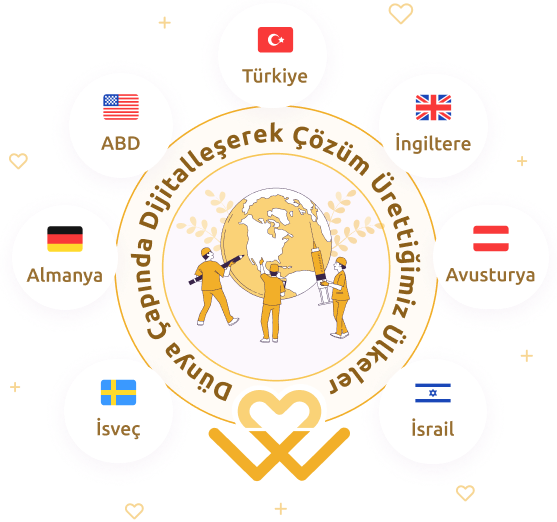 Türkiye
ABD
İngiltere
Dünya Çapında Dijitalleşerek Çözüm Ürettiğimiz Ülkeler
Almanya
Avusturya
İsveç
İsrail